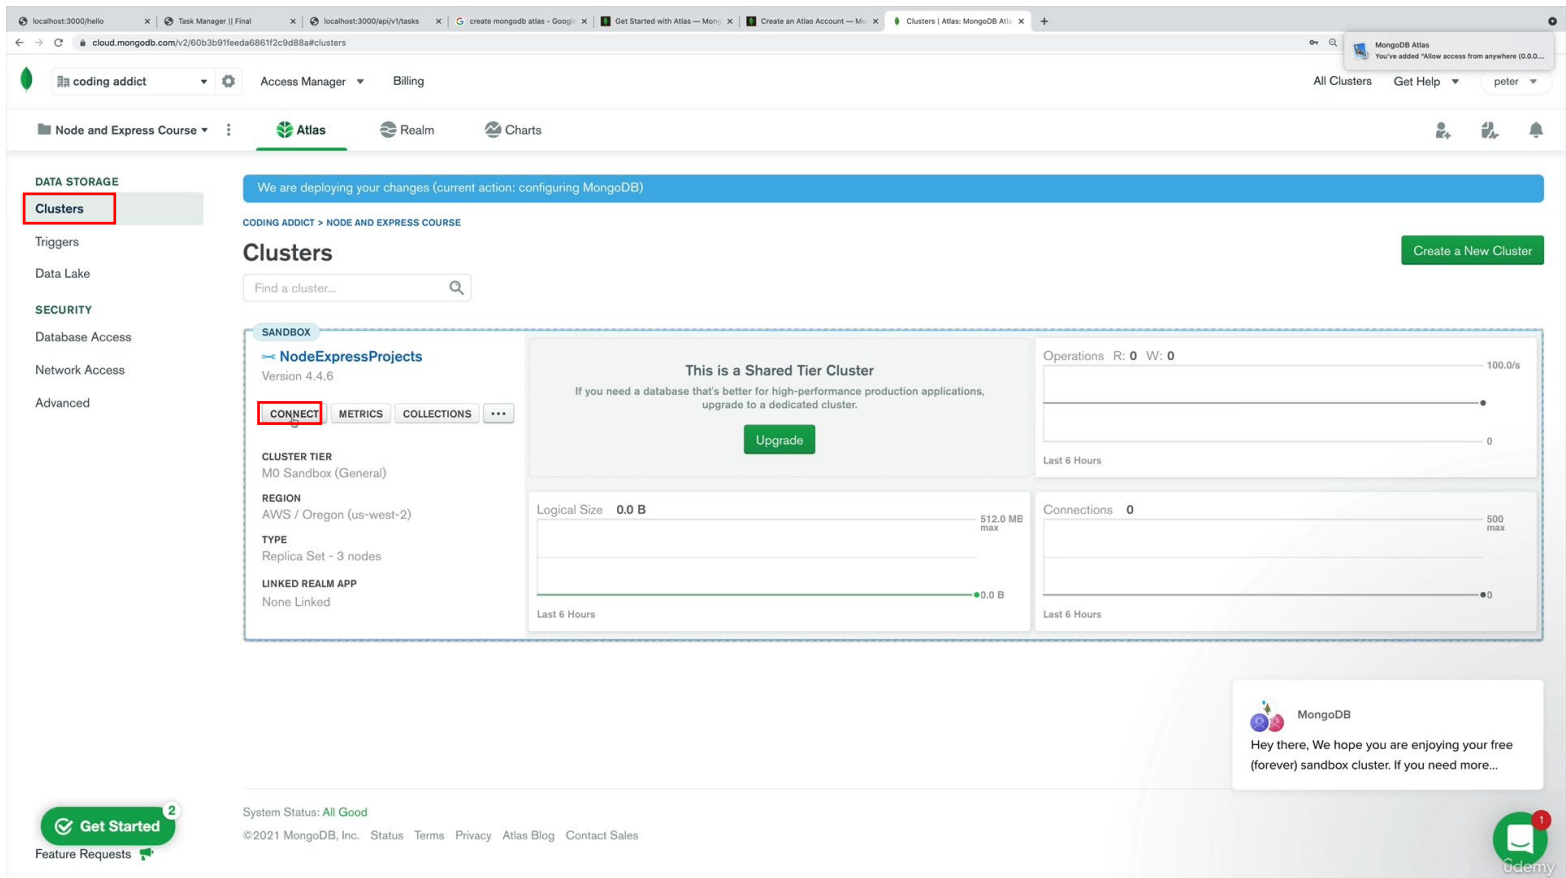 localhost:3000/hello
Task Manager || Final
localhost:3000/api/v1/tasks
create mongodb atlas - Google
Get Started with Atlas — Mong
Create an Atlas Account — Mo
Clusters | Atlas: MongoDB Atla
cloud.mongodb.com/v2/60b3b91feeda6861f2c9d88a#clusters
MongoDB Atlas
You've added "Allow access from anywhere (0.0.0...
coding addict
Access Manager
Billing
All Clusters
Get Help
peter
Node and Express Course
Atlas
Realm
Charts
DATA STORAGE
Clusters
Triggers
Data Lake
SECURITY
Database Access
Network Access
Advanced
We are deploying your changes (current action: configuring MongoDB)
CODING ADDICT > NODE AND EXPRESS COURSE
Clusters
Create a New Cluster
Find a cluster...
SANDBOX
NodeExpressProjects
Version 4.4.6
CONNECT
METRICS
COLLECTIONS
...
CLUSTER TIER
M0 Sandbox (General)
REGION
AWS / Oregon (us-west-2)
TYPE
Replica Set - 3 nodes
LINKED REALM APP
None Linked
This is a Shared Tier Cluster
If you need a database that's better for high-performance production applications,
upgrade to a dedicated cluster.
Upgrade
Operations R: 0 W: 0
100.0/s
0
Last 6 Hours
Logical Size 0.0 B
512.0 MB
max
0.0 B
Last 6 Hours
Connections 0
500
max
0
Last 6 Hours
MongoDB
Hey there, We hope you are enjoying your free
(forever) sandbox cluster. If you need more...
System Status: All Good
©2021 MongoDB, Inc. Status Terms Privacy Atlas Blog Contact Sales
Get Started
2
Feature Requests
1
ûdemy